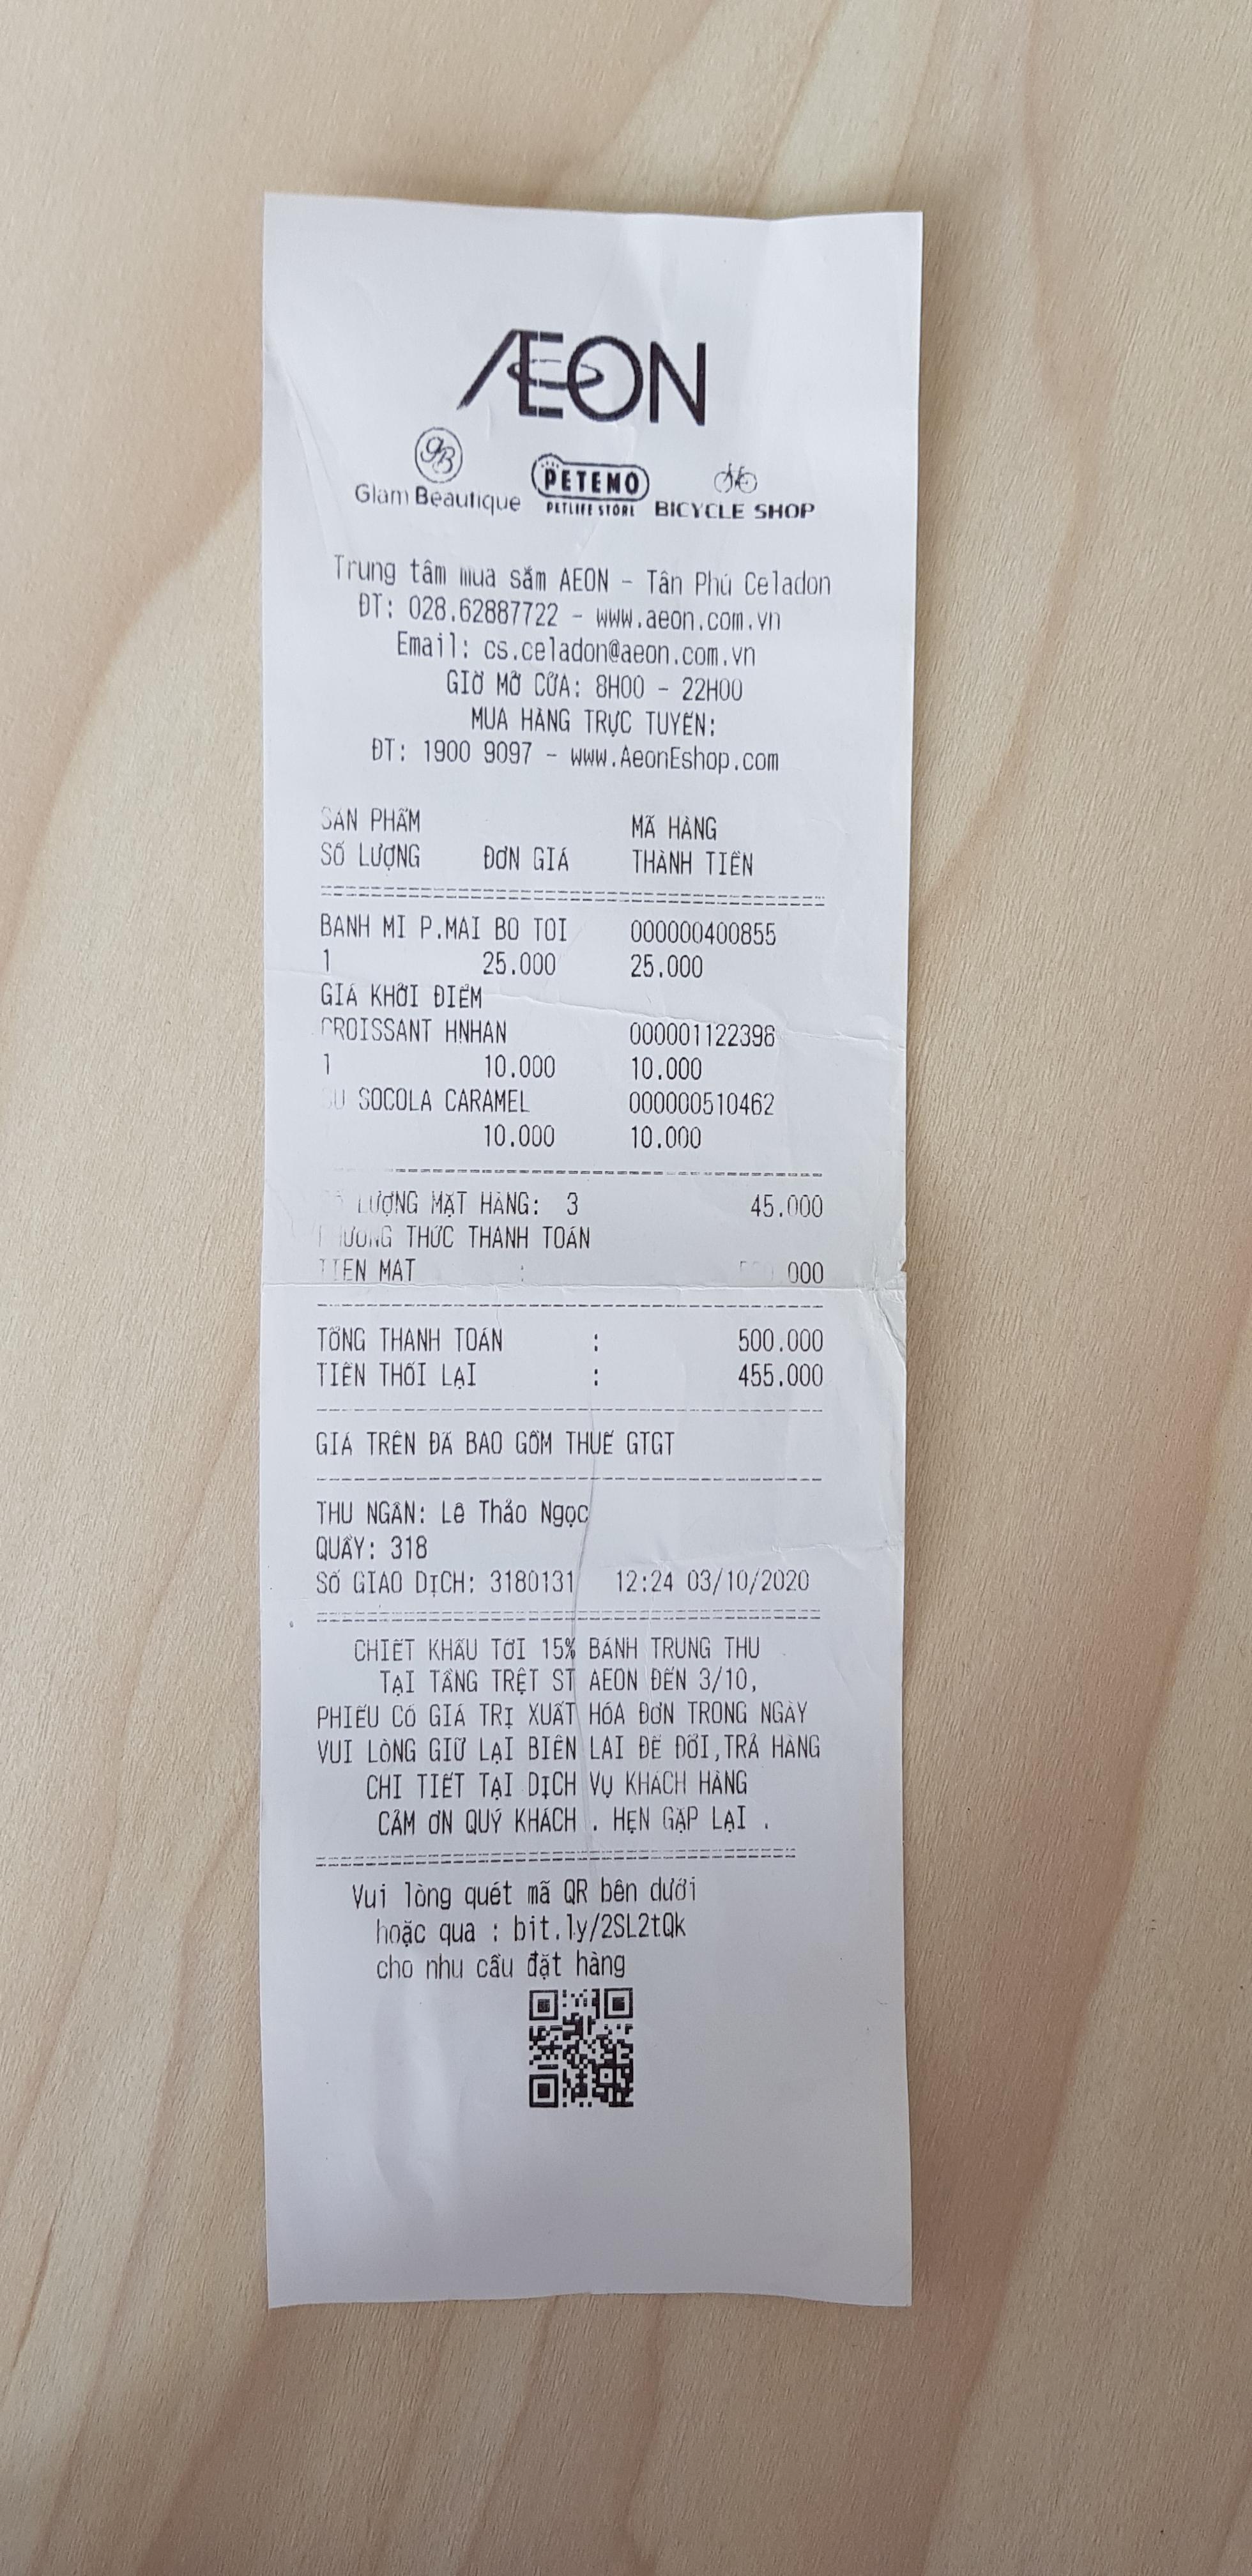 ÆON
gB
Glam Beautique
PETEMO
PETLIFE STORE
BICYCLE SHOP
Trung tâm mua sắm AEON - Tân Phú Celadon
ĐT: 028.62887722 - www.aeon.com.vn
Email: cs.celadon@aeon.com.vn
GIỜ MỞ CỬA: 8H00 - 22H00
MUA HÀNG TRỰC TUYẾN:
ĐT: 1900 9097 - www.AeonEshop.com
SẢN PHẨM MÃ HÀNG
SỐ LƯỢNG ĐƠN GIÁ THÀNH TIỀN
BANH MI P.MAI BO TOI 000000400855
1 25.000 25.000
GIÁ KHỞI ĐIỂM
CROISSANT HNHAN 000001122398
1 10.000 10.000
SOCOLA CARAMEL 000000510462
10.000 10.000
LƯỢNG MẶT HÀNG: 3 45.000
PHƯƠNG THỨC THANH TOÁN
TIEN MAT : 000
TỔNG THANH TOÁN : 500.000
TIỀN THỐI LẠI : 455.000
GIÁ TRÊN ĐÃ BAO GỒM THUẾ GTGT
THU NGÂN: Lê Thảo Ngọc
QUẦY: 318
SỐ GIAO DỊCH: 3180131 12:24 03/10/2020
CHIẾT KHẤU TỚI 15% BÁNH TRUNG THU
TẠI TẦNG TRỆT ST AEON ĐẾN 3/10,
PHIẾU CÓ GIÁ TRỊ XUẤT HÓA ĐƠN TRONG NGÀY
VUI LÒNG GIỮ LẠI BIÊN LAI ĐỂ ĐỔI,TRẢ HÀNG
CHI TIẾT TẠI DỊCH VỤ KHÁCH HÀNG
CẢM ƠN QUÝ KHÁCH . HẸN GẶP LẠI .
Vui lòng quét mã QR bên dưới
hoặc qua : bit.ly/2SL2tQk
cho nhu cầu đặt hàng